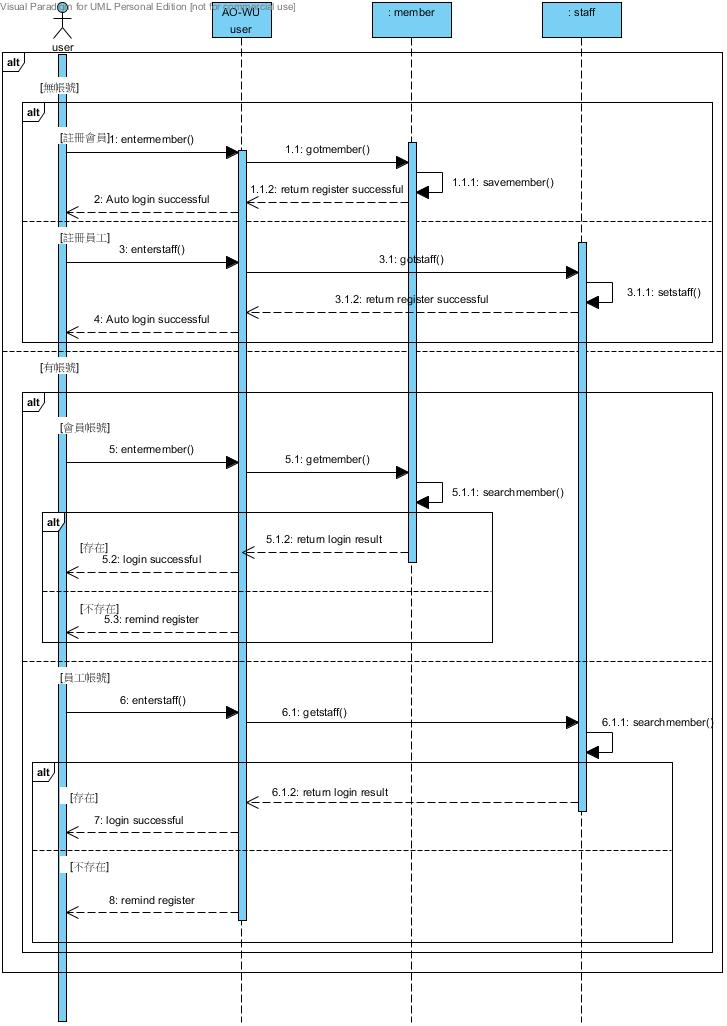 Visual Paradigm for UML Personal Edition [not for commercial use]
user
AO-WU
user
: member
: staff
alt
[無帳號]
alt
[註冊會員]
1: entermember()
1.1: gotmember()
1.1.1: savemember()
1.1.2: return register successful
2: Auto login successful
[註冊員工]
3: enterstaff()
3.1: gotstaff()
3.1.1: setstaff()
3.1.2: return register successful
4: Auto login successful
[有帳號]
alt
[會員帳號]
5: entermember()
5.1: getmember()
5.1.1: searchmember()
alt
5.1.2: return login result
[存在]
5.2: login successful
[不存在]
5.3: remind register
[員工帳號]
6: enterstaff()
6.1: getstaff()
6.1.1: searchmember()
alt
6.1.2: return login result
[存在]
7: login successful
[不存在]
8: remind register